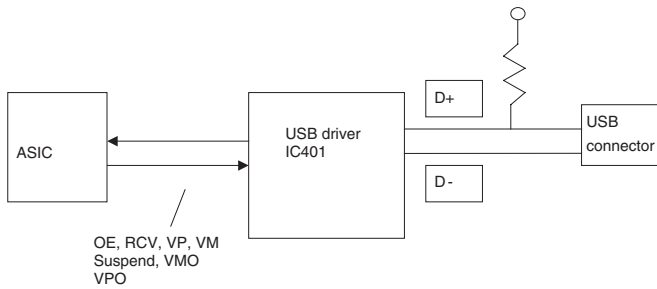 D+
USB driver
IC401
USB
connector
ASIC
D-
OE, RCV, VP, VM
Suspend, VMO
VPO